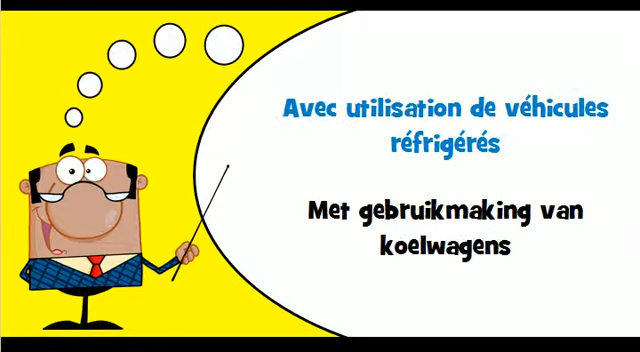 Avec utilisation de véhicules
réfrigérés
Met gebruikmaking van
koelwagens